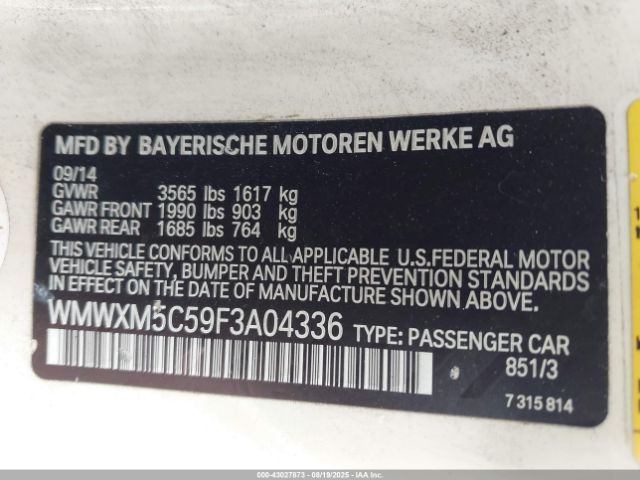 MFD BY BAYERISCHE MOTOREN WERKE AG
09/14
GVWR 3565 lbs 1617 kg
GAWR FRONT 1990 lbs 903 kg
GAWR REAR 1685 lbs 764 kg
THIS VEHICLE CONFORMS TO ALL APPLICABLE U.S.FEDERAL MOTOR
VEHICLE SAFETY, BUMPER AND THEFT PREVENTION STANDARDS
IN EFFECT ON THE DATE OF MANUFACTURE SHOWN ABOVE.
WMWXM5C59F3A04336 TYPE: PASSENGER CAR
851/3
7 315 814
000-43027873 - 08/19/2025 - Copyright © IAA, LLC